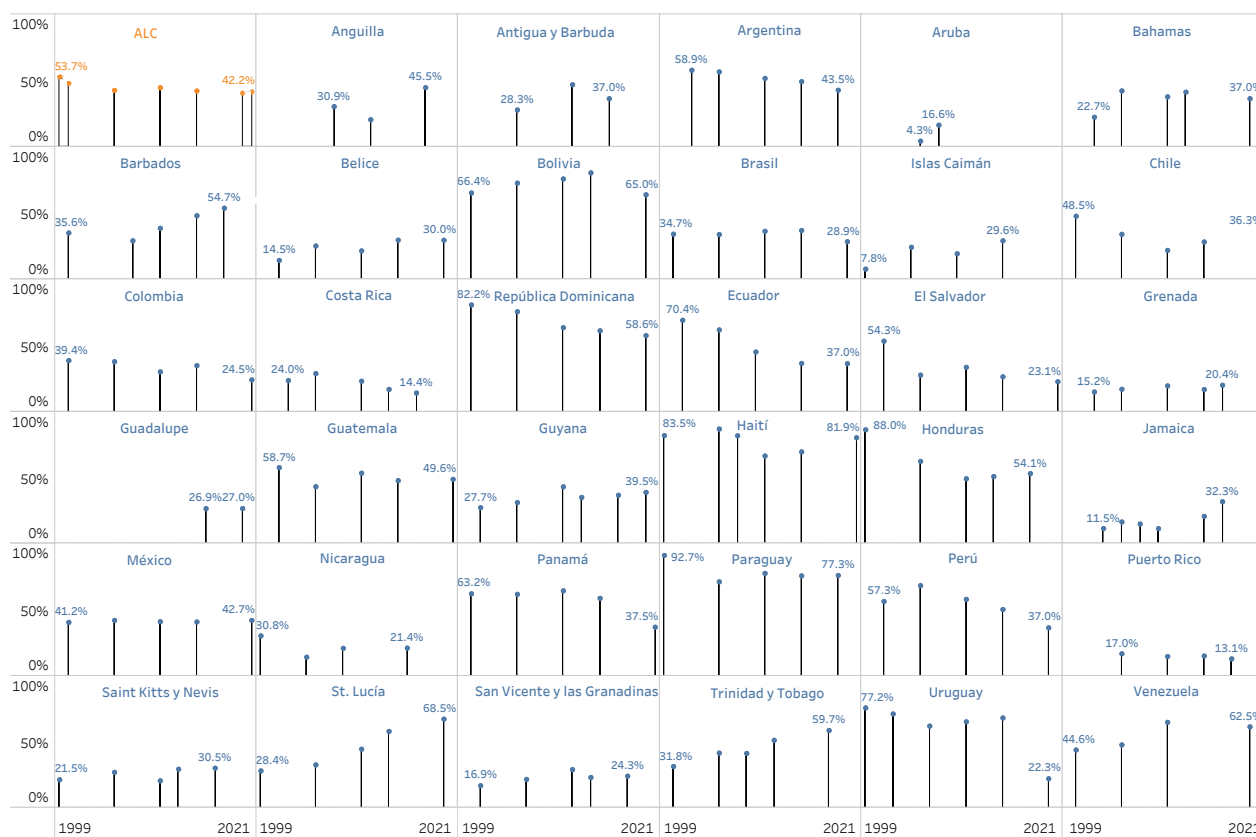 100%
ALC
Anguilla
Antigua y Barbuda
Argentina
Aruba
Bahamas
50%
53.7%
42.2%
30.9%
45.5%
28.3%
37.0%
58.9%
43.5%
4.3%
16.6%
22.7%
37.0%
0%
100%
Barbados
Belice
Bolivia
Brasil
Islas Caimán
Chile
50%
35.6%
54.7%
14.5%
30.0%
66.4%
65.0%
34.7%
28.9%
7.8%
29.6%
48.5%
36.3%
0%
100%
Colombia
Costa Rica
República Dominicana
Ecuador
El Salvador
Grenada
50%
39.4%
24.5%
24.0%
14.4%
82.2%
58.6%
70.4%
37.0%
54.3%
23.1%
15.2%
20.4%
0%
100%
Guadalupe
Guatemala
Guyana
Haití
Honduras
Jamaica
50%
26.9%
27.0%
58.7%
49.6%
27.7%
39.5%
83.5%
81.9%
88.0%
54.1%
11.5%
32.3%
0%
100%
México
Nicaragua
Panamá
Paraguay
Perú
Puerto Rico
50%
41.2%
42.7%
30.8%
21.4%
63.2%
37.5%
92.7%
77.3%
57.3%
37.0%
17.0%
13.1%
0%
100%
Saint Kitts y Nevis
St. Lucía
San Vicente y las Granadinas
Trinidad y Tobago
Uruguay
Venezuela
50%
21.5%
30.5%
28.4%
68.5%
16.9%
24.3%
31.8%
59.7%
77.2%
22.3%
44.6%
62.5%
0%
1999
2021
1999
2021
1999
2021
1999
2021
1999
2021
1999